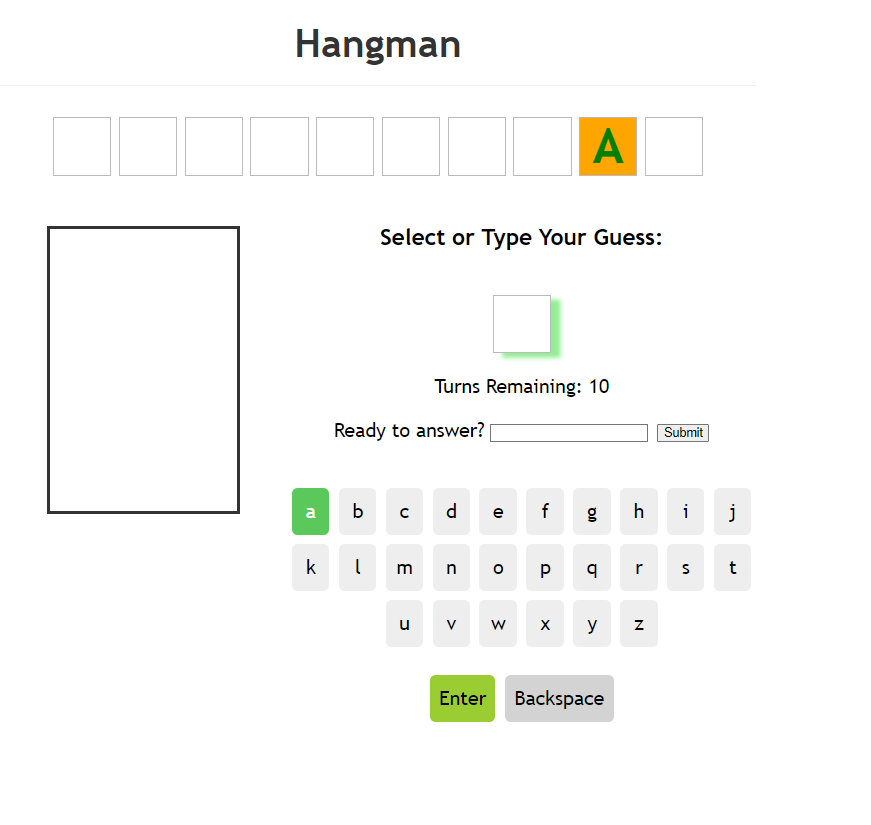 Hangman
A
Select or Type Your Guess:
Turns Remaining: 10
Ready to answer? Submit
a b c d e f g h i j
k l m n o p q r s t
u v w x y z
Enter Backspace